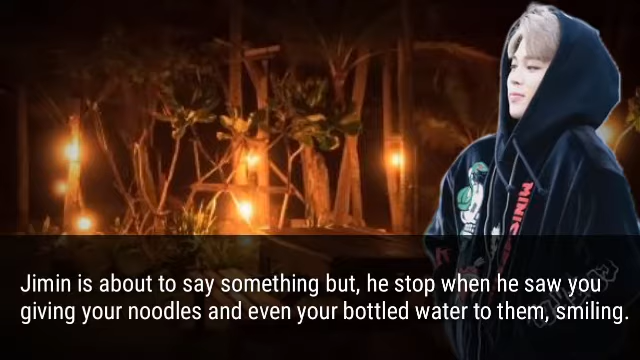 MINIC
Jimin is about to say something but, he stop when he saw you
giving your noodles and even your bottled water to them, smiling.